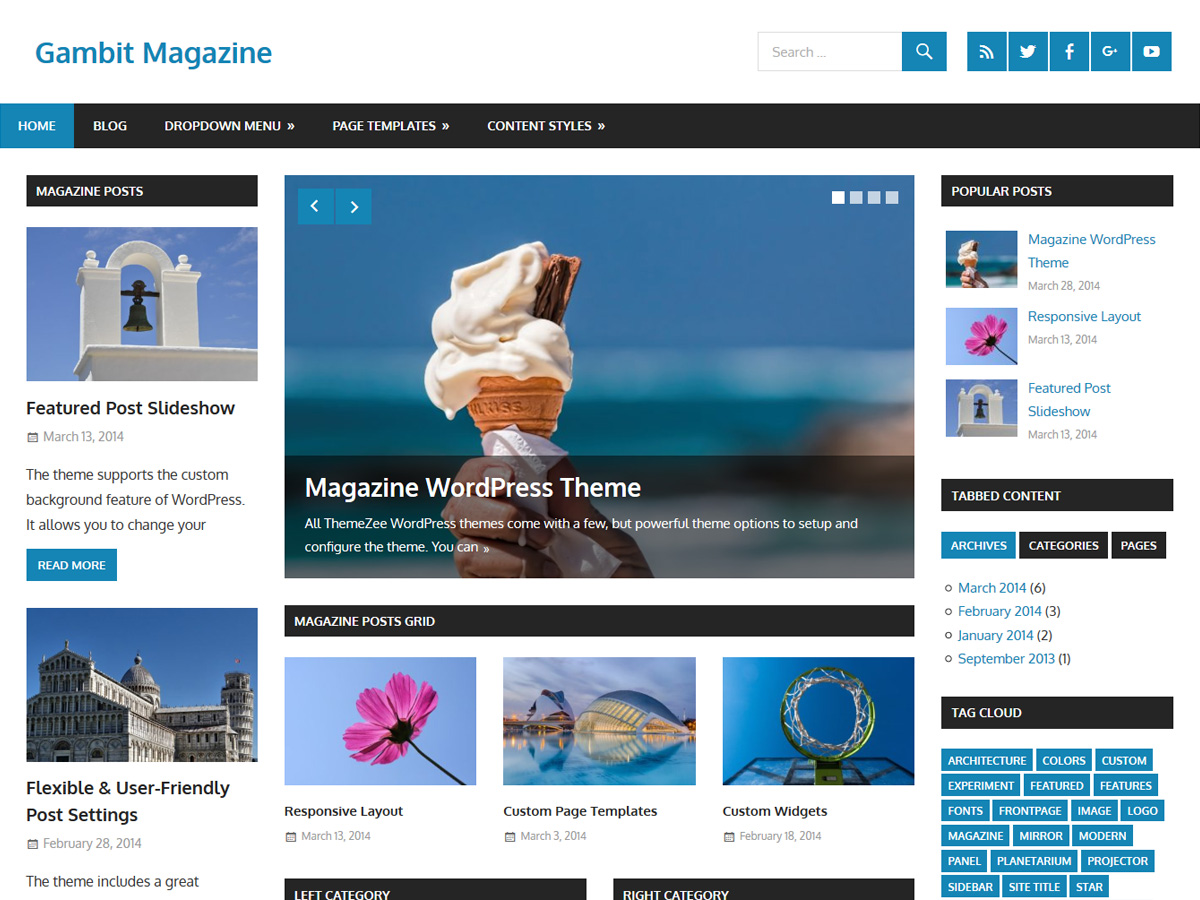 Gambit Magazine
Search ...
HOME
BLOG
DROPDOWN MENU »
PAGE TEMPLATES »
CONTENT STYLES »
MAGAZINE POSTS
Featured Post Slideshow
March 13, 2014
The theme supports the custom
background feature of WordPress.
It allows you to change your
READ MORE
Flexible & User-Friendly
Post Settings
February 28, 2014
The theme includes a great
Magazine WordPress Theme
All ThemeZee WordPress themes come with a few, but powerful theme options to setup and
configure the theme. You can »
MAGAZINE POSTS GRID
Responsive Layout
March 13, 2014
Custom Page Templates
March 3, 2014
Custom Widgets
February 18, 2014
LEFT CATEGORY
RIGHT CATEGORY
POPULAR POSTS
Magazine WordPress
Theme
March 28, 2014
Responsive Layout
March 13, 2014
Featured Post
Slideshow
March 13, 2014
TABBED CONTENT
ARCHIVES
CATEGORIES
PAGES
March 2014 (6)
February 2014 (3)
January 2014 (2)
September 2013 (1)
TAG CLOUD
ARCHITECTURE COLORS CUSTOM
EXPERIMENT FEATURED FEATURES
FONTS FRONTPAGE IMAGE LOGO
MAGAZINE MIRROR MODERN
PANEL PLANETARIUM PROJECTOR
SIDEBAR SITE TITLE STAR